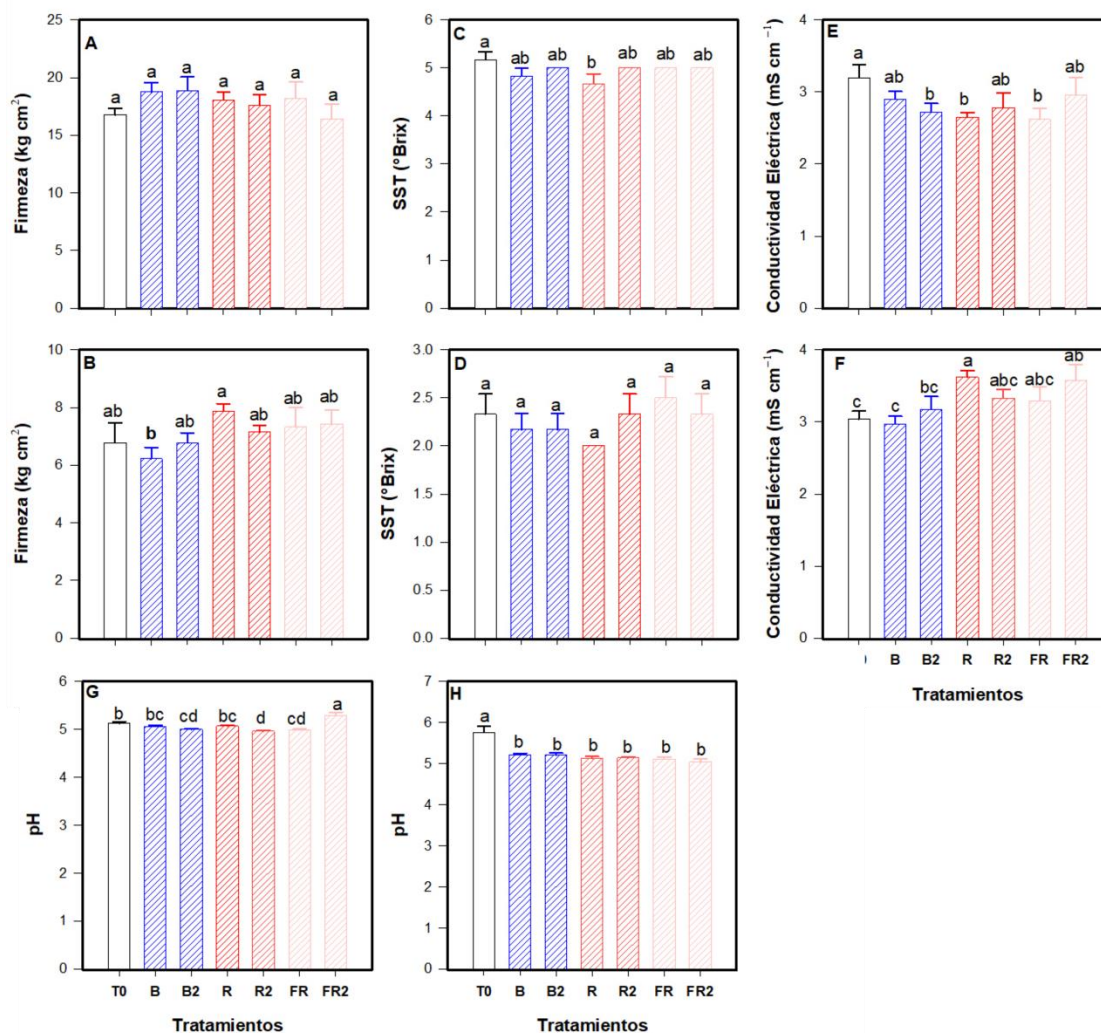 A
Firmeza (kg cm²)
25
20
15
10
5
0
a a a a a a a
C
SST (°Brix)
6
5
4
3
2
1
0
a ab ab b ab ab ab
E
Conductividad Eléctrica (mS cm⁻¹)
4
3
2
1
0
a ab b b ab b ab
B
Firmeza (kg cm²)
10
8
6
4
2
0
ab b ab a ab ab ab
D
SST (°Brix)
3.0
2.5
2.0
1.5
1.0
0.5
0.0
a a a a a a a
F
Conductividad Eléctrica (mS cm⁻¹)
4
3
2
1
0
c c bc a abc abc ab
B B2 R R2 FR FR2
Tratamientos
G
pH
6
5
4
3
2
1
0
b bc cd bc d cd a
T0 B B2 R R2 FR FR2
Tratamientos
H
pH
7
6
5
4
3
2
1
0
a b b b b b b
T0 B B2 R R2 FR FR2
Tratamientos